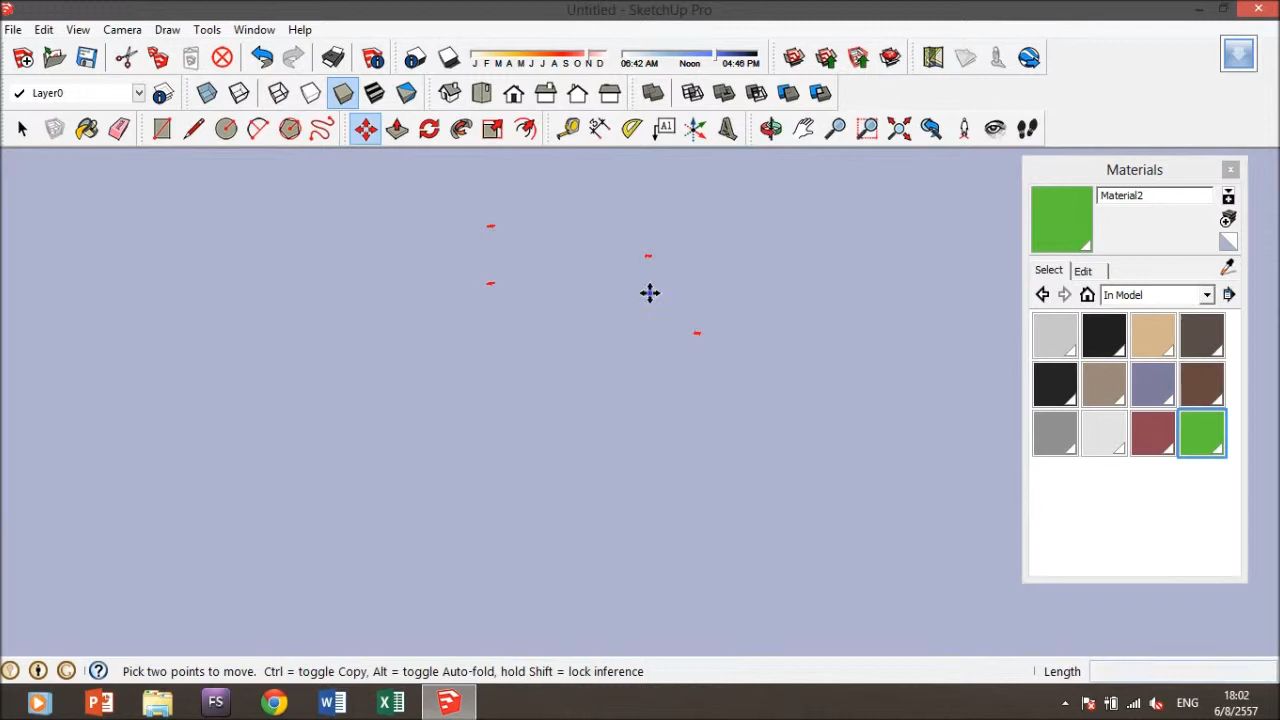 Untitled - SketchUp Pro
File Edit View Camera Draw Tools Window Help
J F M A M J J A S O N D
06:42 AM Noon 04:46 PM
Layer0
A1
Materials
Material2
Select Edit
In Model
Pick two points to move. Ctrl = toggle Copy, Alt = toggle Auto-fold, hold Shift = lock inference
Length
FS
ENG
18:02
6/8/2557